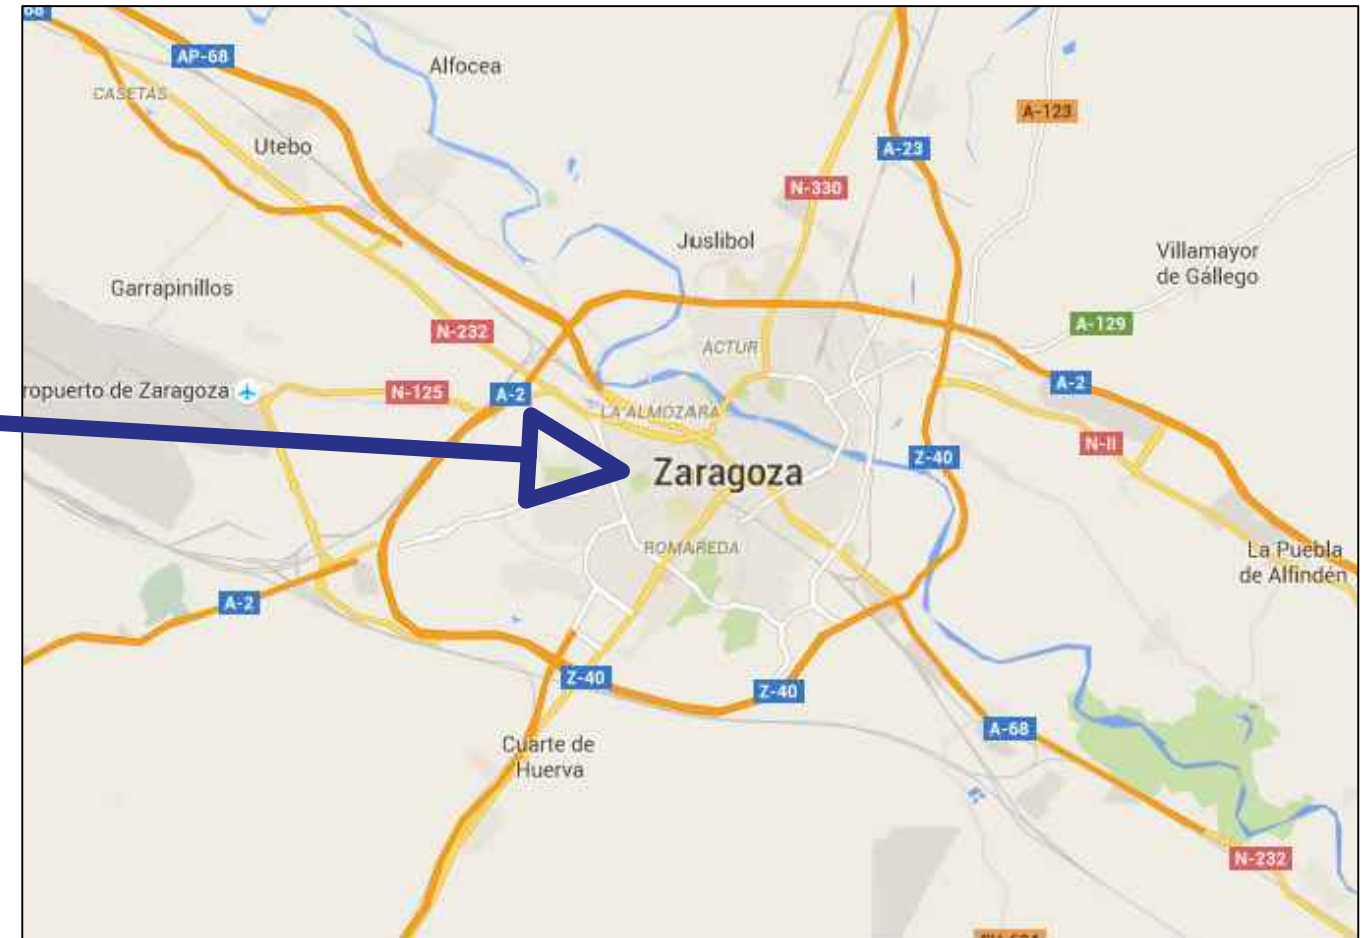 68
AP-68
Alfocea
CASETAS
A-123
Utebo
A-23
N-330
Juslibol
Villamayor
de Gállego
Garrapinillos
A-129
N-232
ACTUR
A-2
ropuerto de Zaragoza
N-125
A-2
LA ALMOZARA
N-II
Z-40
Zaragoza
ROMAREDA
La Puebla
de Alfindén
A-2
Z-40
Z-40
A-68
Cuarte de
Huerva
N-232